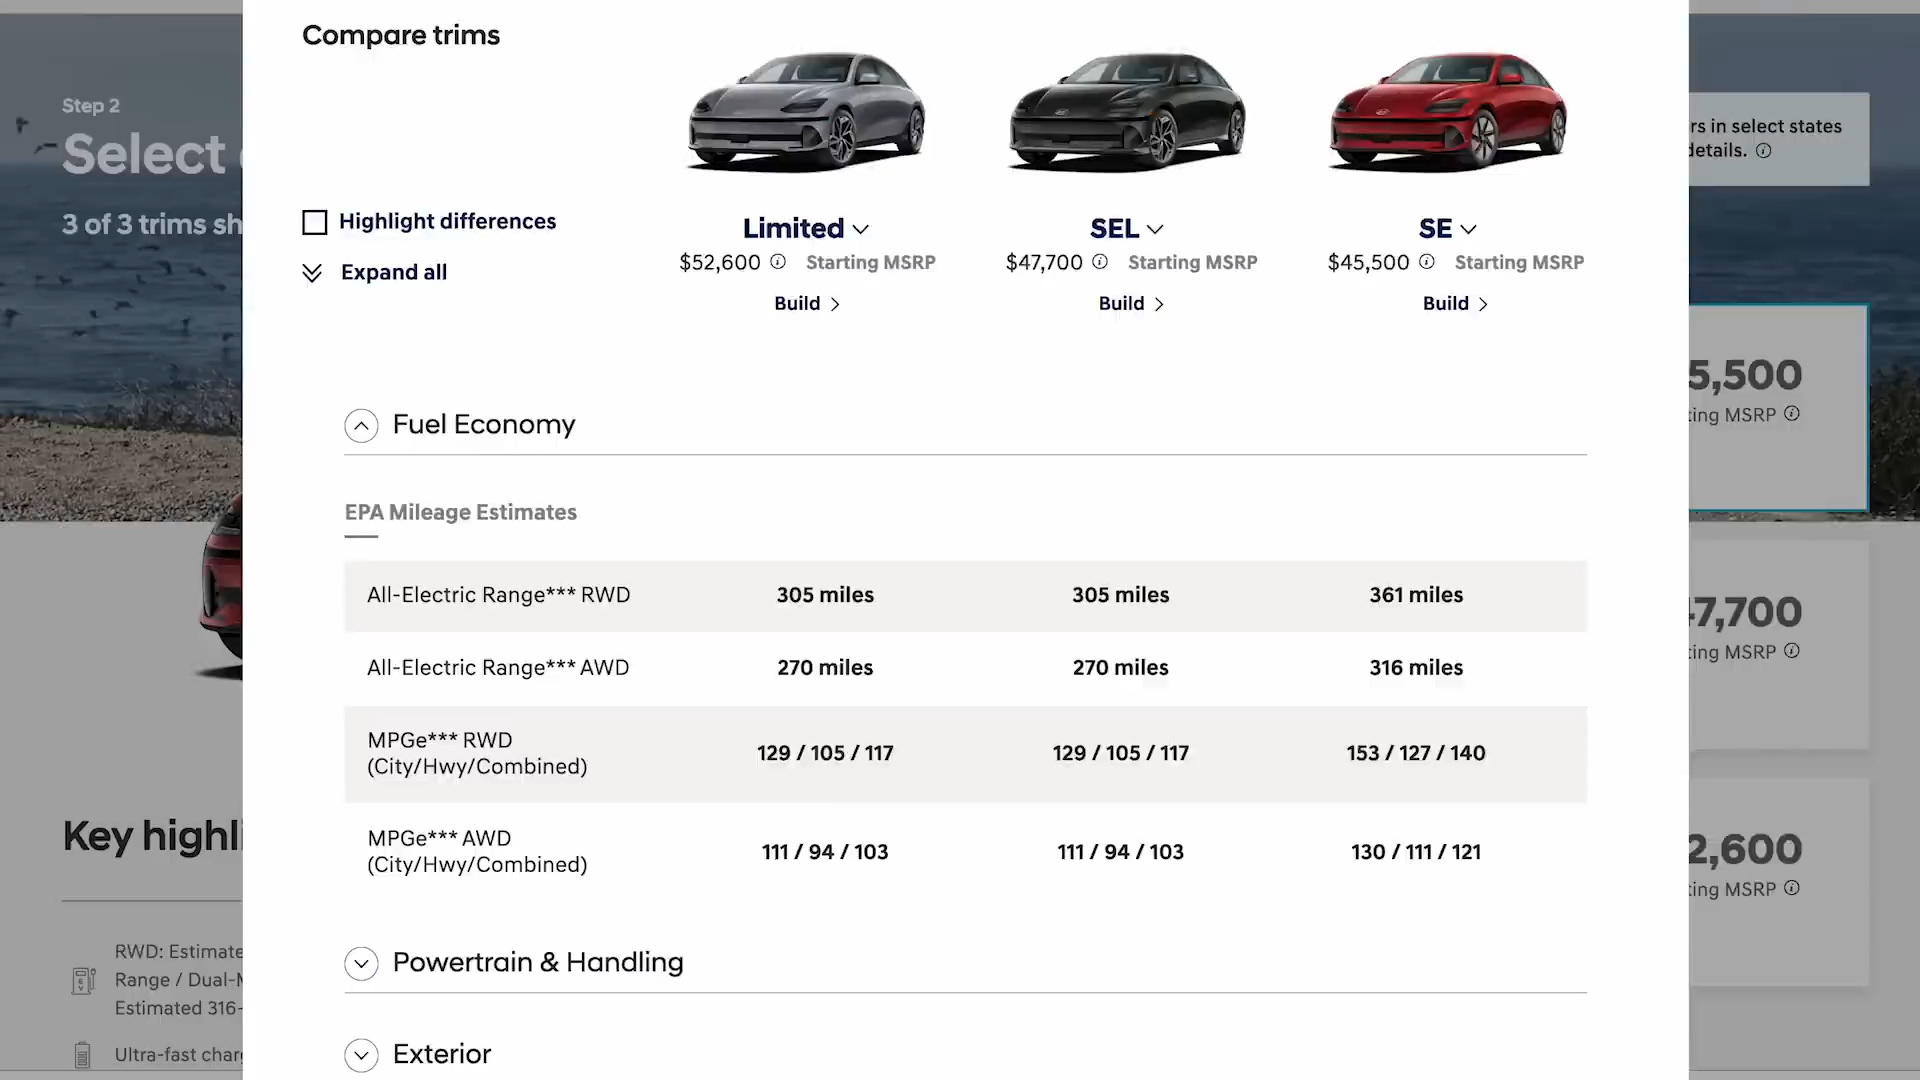 Compare trims
Step 2
Select
3 of 3 trims sh
rs in select states
details.
Highlight differences
Expand all
Limited
$52,600 Starting MSRP
Build
SEL
$47,700 Starting MSRP
Build
SE
$45,500 Starting MSRP
Build
5,500
ting MSRP
Fuel Economy
EPA Mileage Estimates
All-Electric Range*** RWD 305 miles 305 miles 361 miles
All-Electric Range*** AWD 270 miles 270 miles 316 miles
MPGe*** RWD
(City/Hwy/Combined) 129 / 105 / 117 129 / 105 / 117 153 / 127 / 140
MPGe*** AWD
(City/Hwy/Combined) 111 / 94 / 103 111 / 94 / 103 130 / 111 / 121
7,700
ting MSRP
2,600
ting MSRP
Key highli
RWD: Estimate
Range / Dual-M
Estimated 316-
Ultra-fast charg
Powertrain & Handling
Exterior